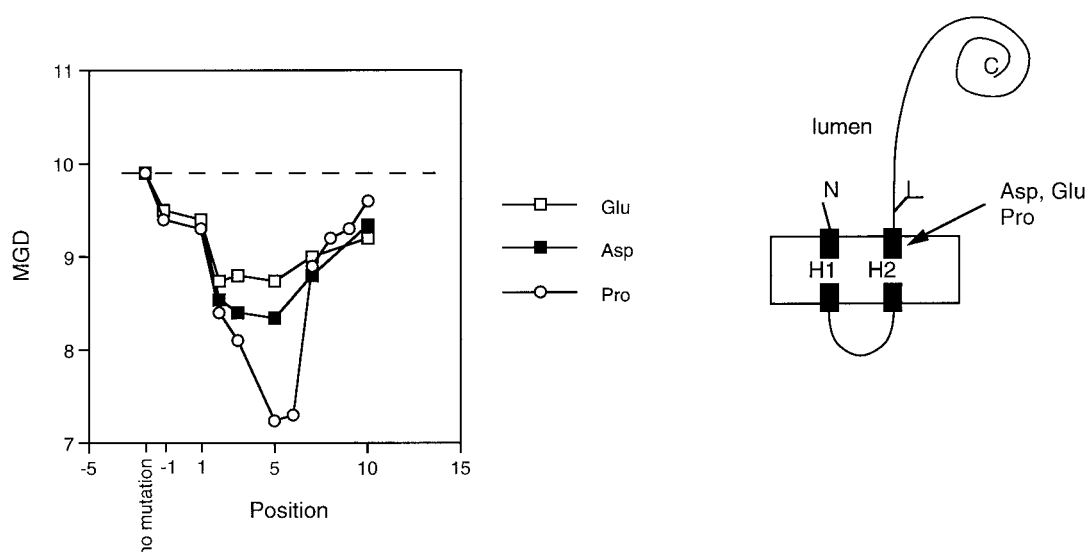 11
10
9
8
7
MGD
-5
no mutation
-1
1
5
10
15
Position
Glu
Asp
Pro
C
lumen
N
Asp, Glu
Pro
H1
H2